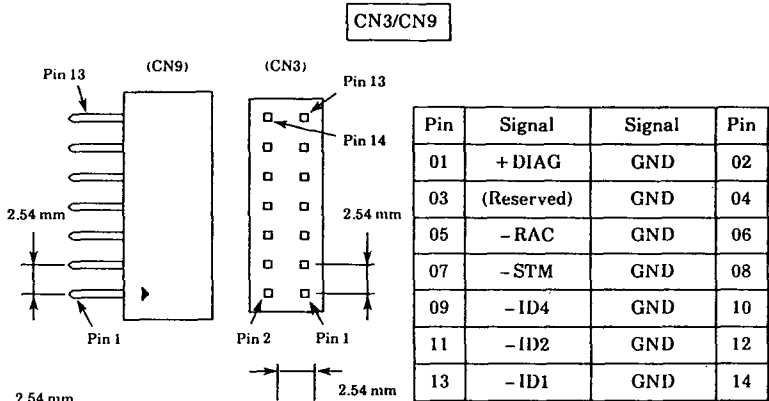 CN3/CN9
(CN9)
(CN3)
Pin 13
Pin 13
Pin 14
2.54 mm
2.54 mm
Pin 1
Pin 2
Pin 1
2.54 mm
2.54 mm
Pin Signal Signal Pin
01 +DIAG GND 02
03 (Reserved) GND 04
05 –RAC GND 06
07 –STM GND 08
09 –ID4 GND 10
11 –ID2 GND 12
13 –ID1 GND 14